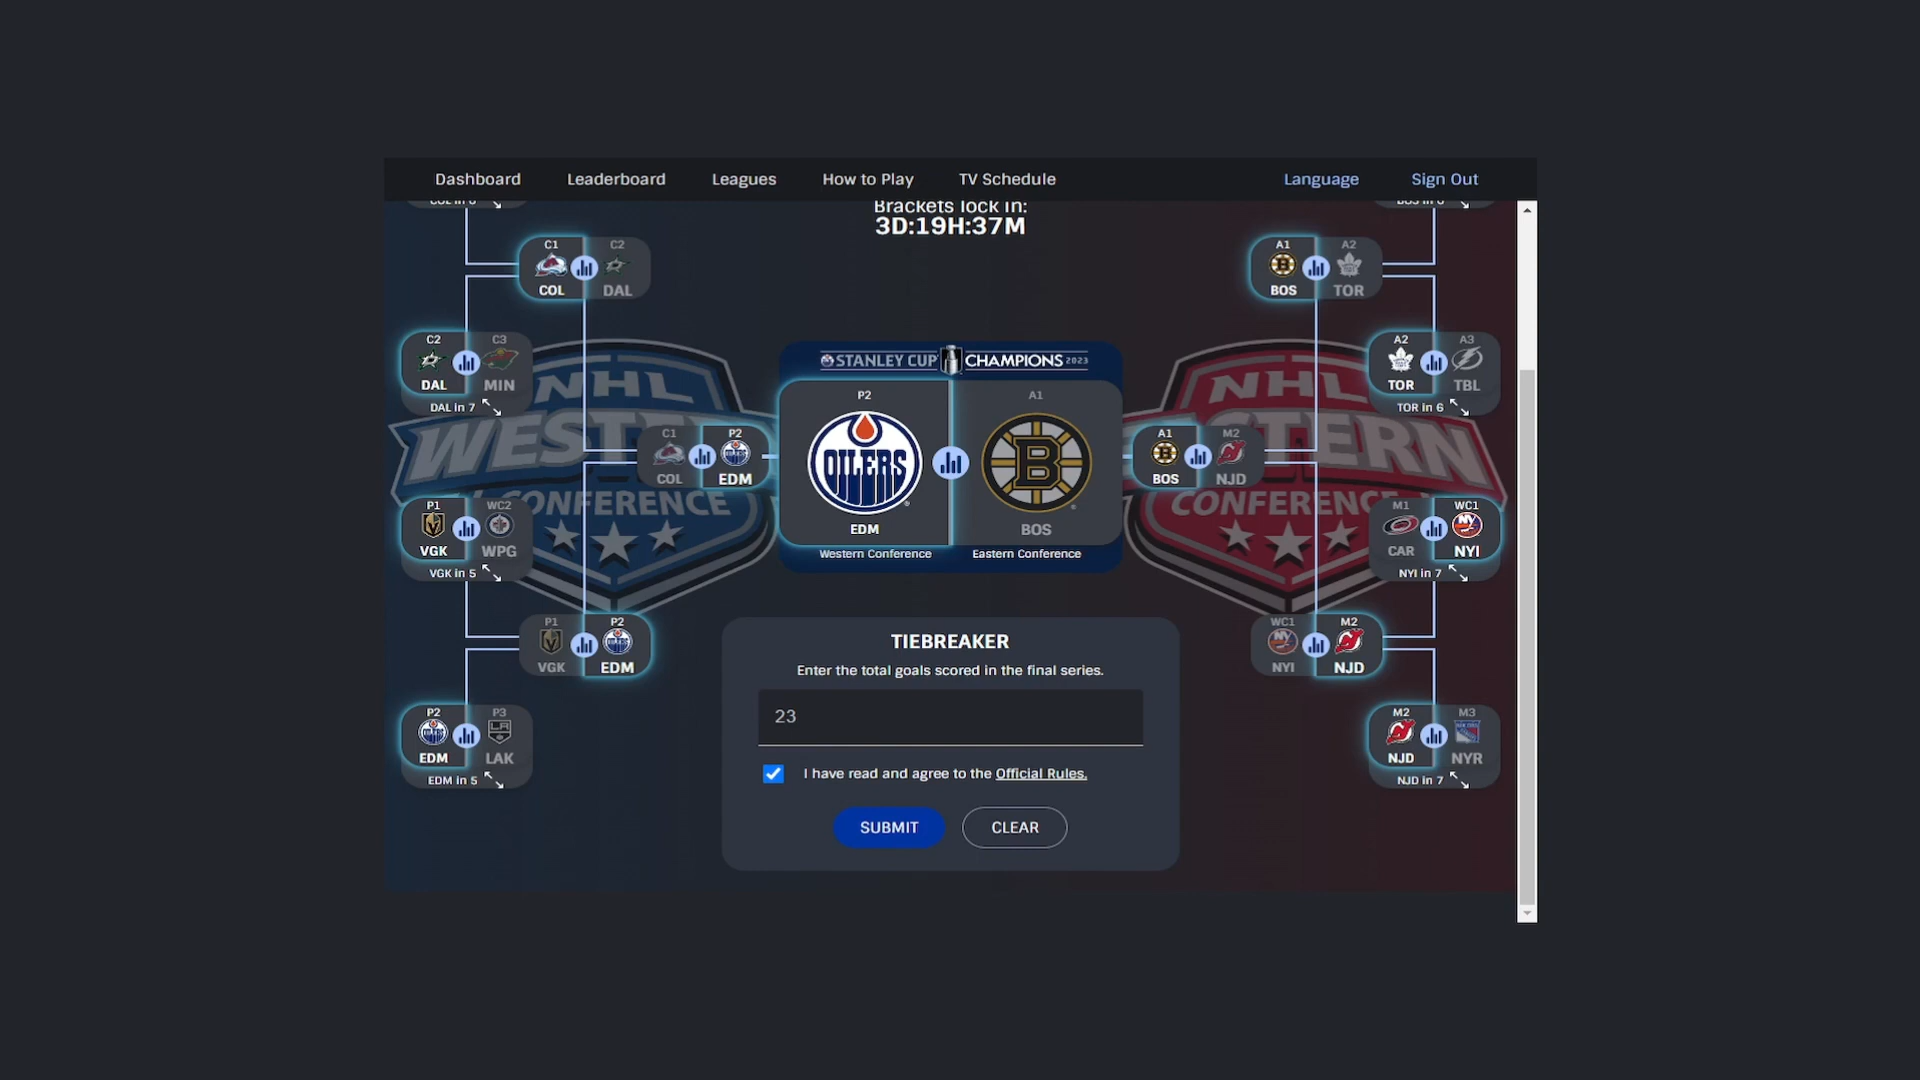 Dashboard Leaderboard Leagues How to Play TV Schedule Language Sign Out
Brackets lock in:
3D:19H:37M
C1 C2
COL DAL
A1 A2
BOS TOR
C2 C3
DAL MIN
DAL in 7
STANLEY CUP CHAMPIONS 2023
A2 A3
TOR TBL
TOR in 6
NHL
WESTERN
CONFERENCE
NHL
EASTERN
CONFERENCE
C1 P2
COL EDM
P2 A1
OILERS B
EDM BOS
Western Conference Eastern Conference
A1 M2
BOS NJD
P1 WC2
VGK WPG
VGK in 5
M1 WC1
CAR NYI
NYI in 7
P1 P2
VGK EDM
WC1 M2
NYI NJD
P2 P3
EDM LAK
EDM in 5
M2 M3
NJD NYR
NJD in 7
TIEBREAKER
Enter the total goals scored in the final series.
23
I have read and agree to the Official Rules.
SUBMIT CLEAR